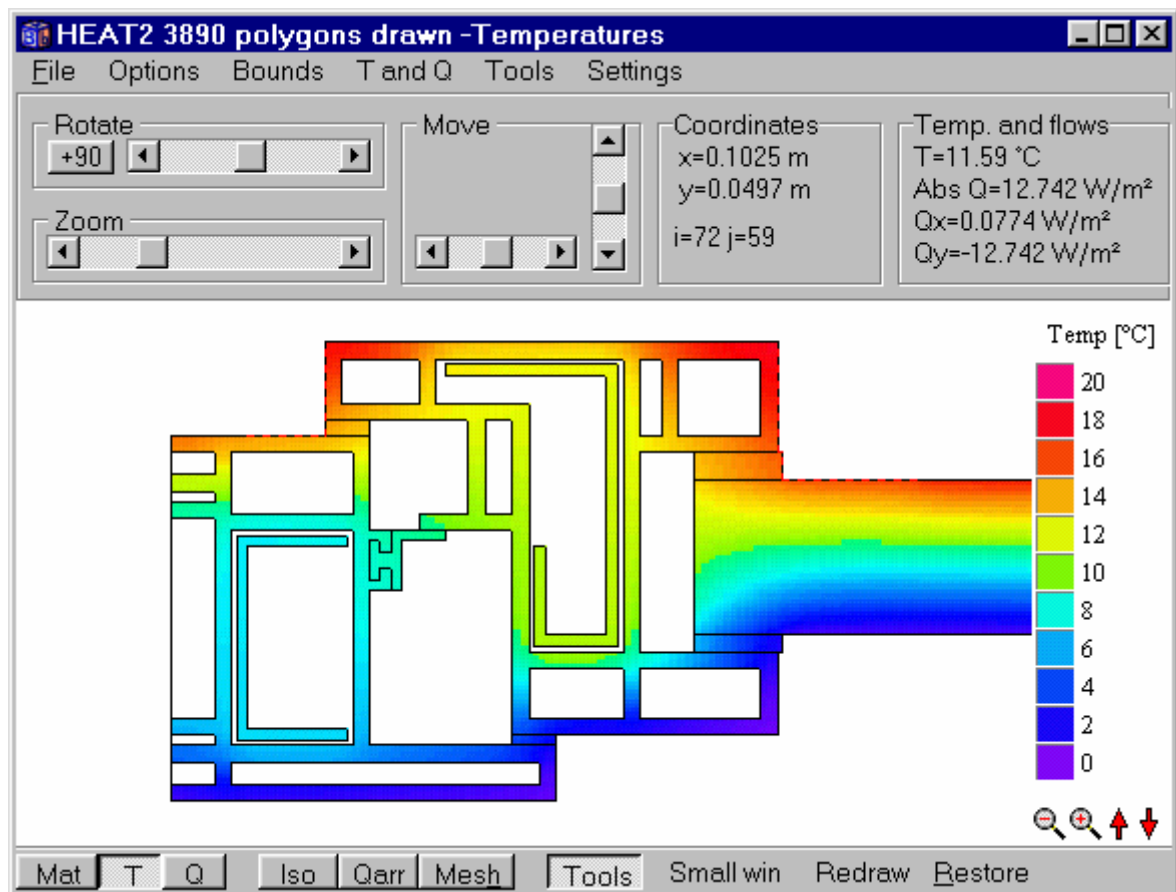 HEAT2 3890 polygons drawn -Temperatures
File Options Bounds T and Q Tools Settings
Rotate
+90
Zoom
Move
Coordinates
x=0.1025 m
y=0.0497 m
i=72 j=59
Temp. and flows
T=11.59 °C
Abs Q=12.742 W/m²
Qx=0.0774 W/m²
Qy=-12.742 W/m²
Temp [°C]
20
18
16
14
12
10
8
6
4
2
0
Mat T Q Iso Qarr Mesh Tools Small win Redraw Restore